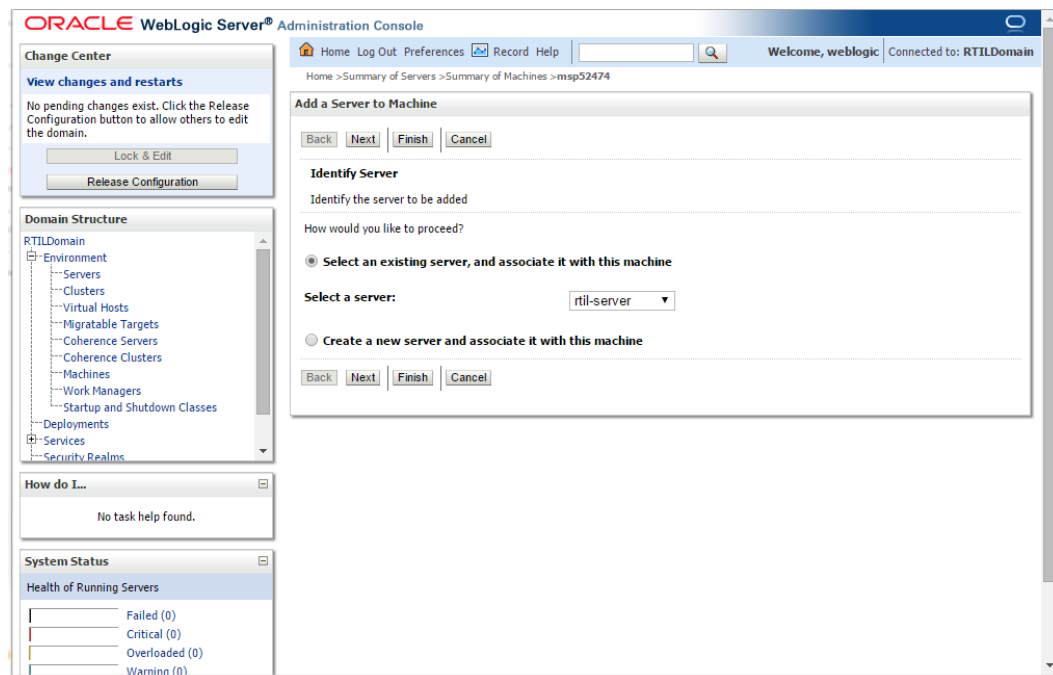 ORACLE WebLogic Server® Administration Console
Change Center
View changes and restarts
No pending changes exist. Click the Release
Configuration button to allow others to edit
the domain.
Lock & Edit
Release Configuration
Domain Structure
RTILDomain
Environment
Servers
Clusters
Virtual Hosts
Migratable Targets
Coherence Servers
Coherence Clusters
Machines
Work Managers
Startup and Shutdown Classes
Deployments
Services
Security Realms
How do I...
No task help found.
System Status
Health of Running Servers
Failed (0)
Critical (0)
Overloaded (0)
Warning (0)
Home Log Out Preferences Record Help
Welcome, weblogic Connected to: RTILDomain
Home >Summary of Servers >Summary of Machines >msp52474
Add a Server to Machine
Back Next Finish Cancel
Identify Server
Identify the server to be added
How would you like to proceed?
Select an existing server, and associate it with this machine
Select a server: rtil-server
Create a new server and associate it with this machine
Back Next Finish Cancel